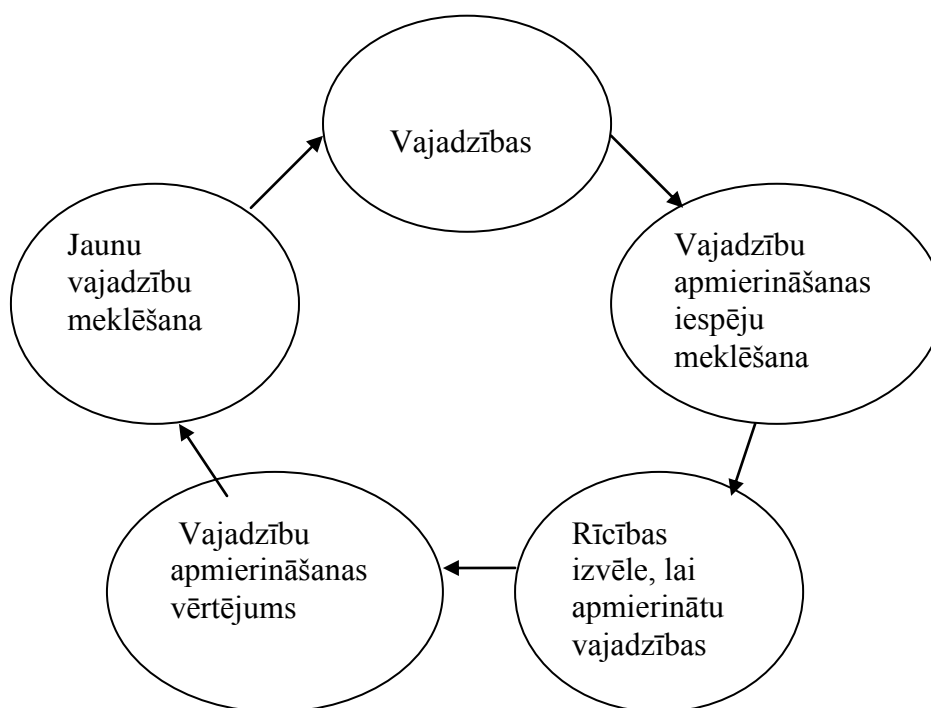 Vajadzības
Vajadzību
apmierināšanas
iespēju
meklēšana
Rīcības
izvēle, lai
apmierinātu
vajadzības
Vajadzību
apmierināšanas
vērtējums
Jaunu
vajadzību
meklēšana